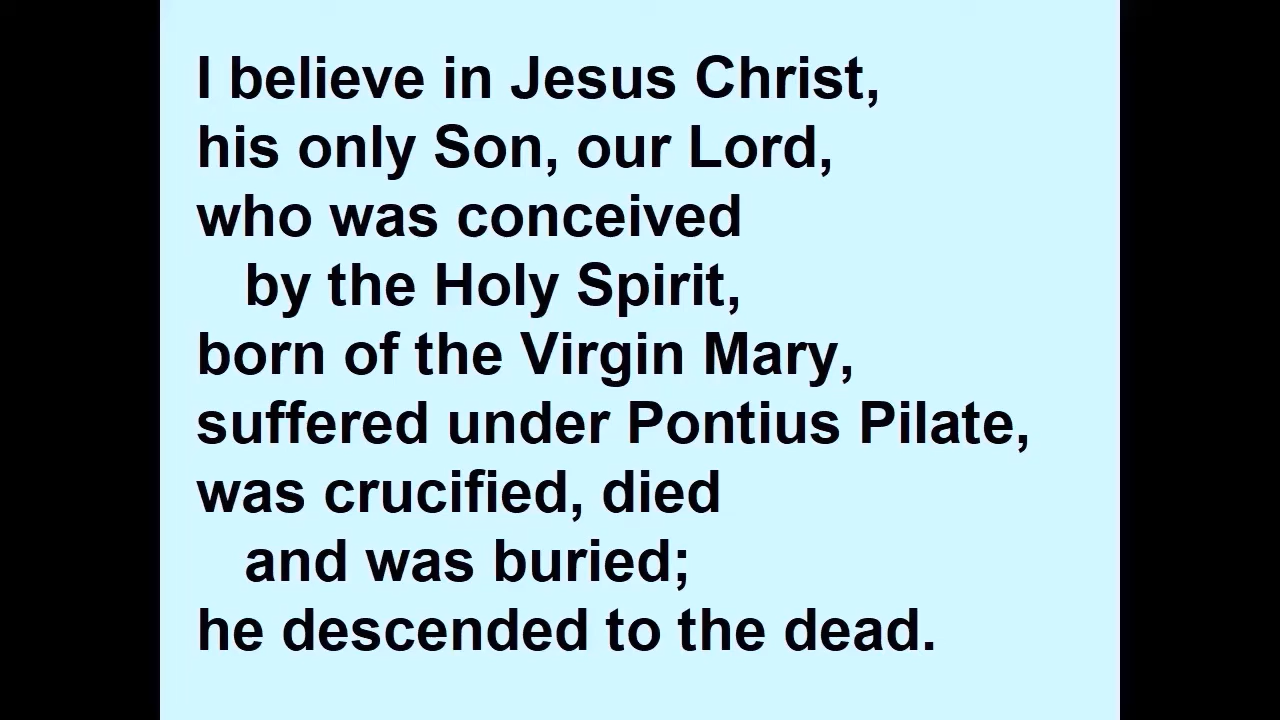 I believe in Jesus Christ,
his only Son, our Lord,
who was conceived
by the Holy Spirit,
born of the Virgin Mary,
suffered under Pontius Pilate,
was crucified, died
and was buried;
he descended to the dead.